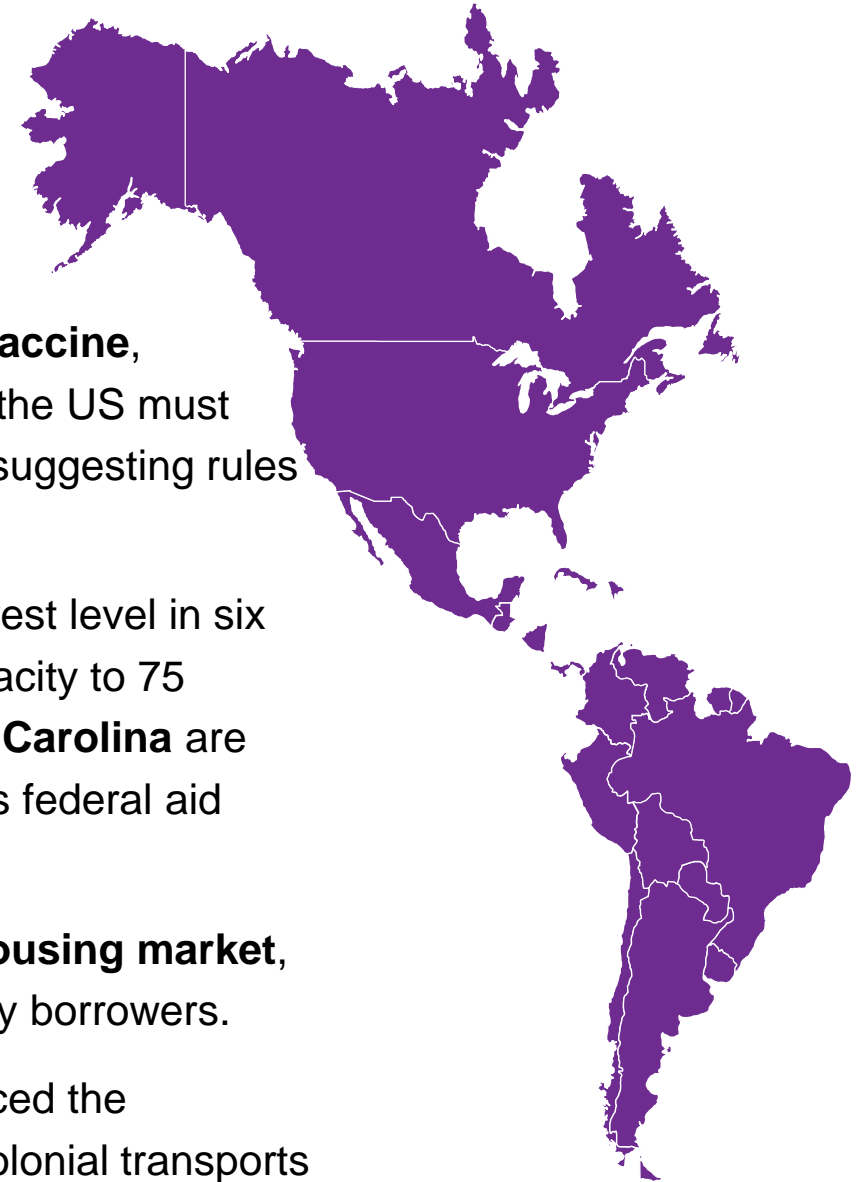 accine,
the US must
suggesting rules
est level in six
acity to 75
Carolina are
s federal aid
ousing market,
y borrowers.
ced the
olonial transports